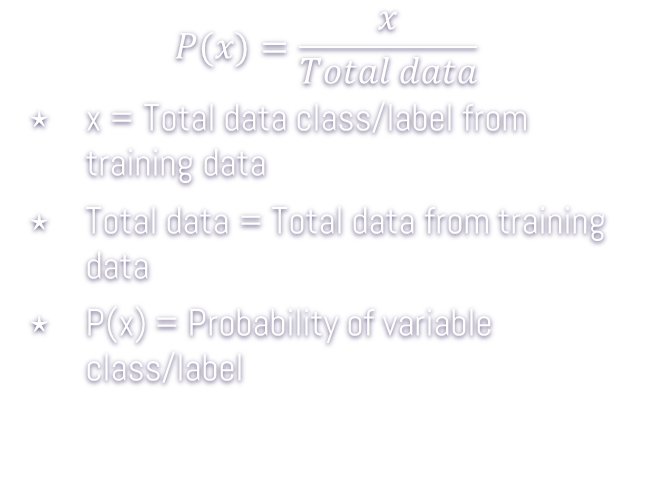 P(x) = x / Total data
★ x = Total data class/label from
training data
★ Total data = Total data from training
data
★ P(x) = Probability of variable
class/label